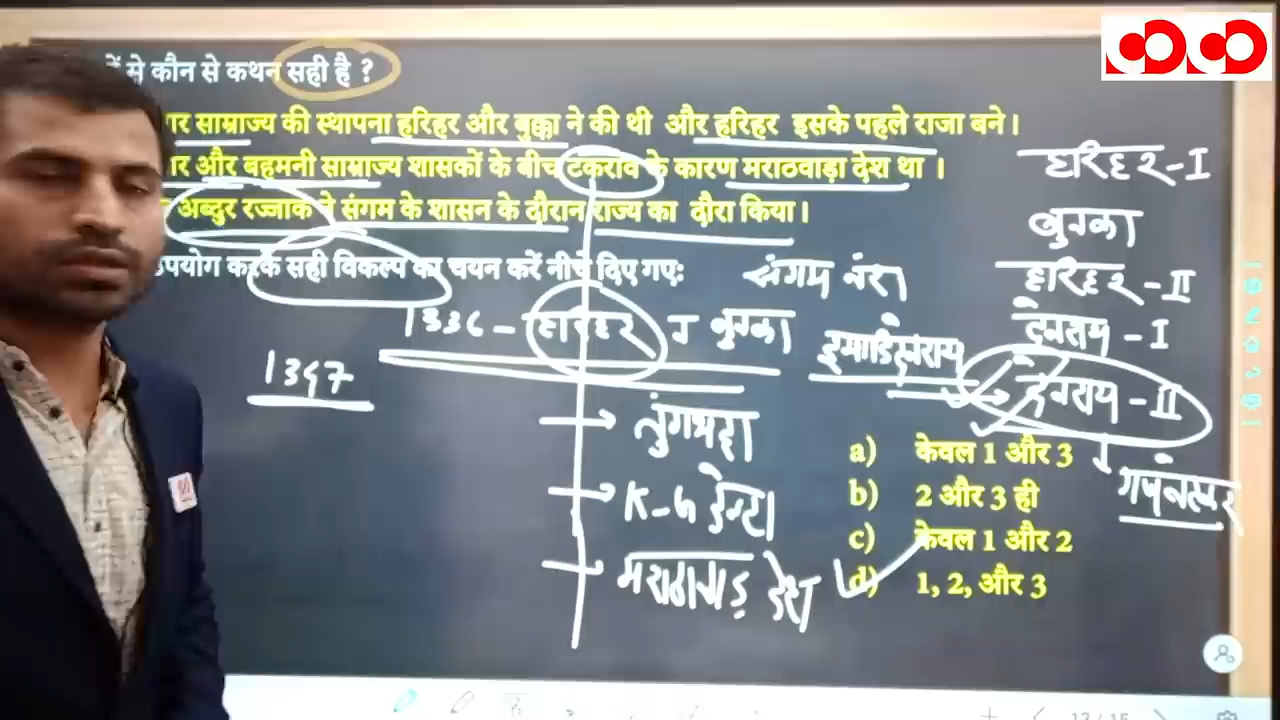 से कौन से कथन सही है ?
साम्राज्य की स्थापना हरिहर और बुक्का ने की थी और हरिहर इसके पहले राजा बने।
और बहमनी साम्राज्य शासकों के बीच टकराव के कारण मराठवाड़ा देश था ।
अब्दुर रज्जाक ने संगम के शासन के दौरान राज्य का दौरा किया।
उपयोग करके सही विकल्प का चयन करें नीचे दिए गए:
हरिहर-I
बुक्का
हरिहर-II
देवराय-I
देवराय-II
संगम वंश
1336- हरिहर व बुक्का
1347
तुंगभद्रा
K-G डेल्टा
मराठावाड़ देश
a) केवल 1 और 3
b) 2 और 3 ही
c) केवल 1 और 2
d) 1, 2, और 3
13 / 15